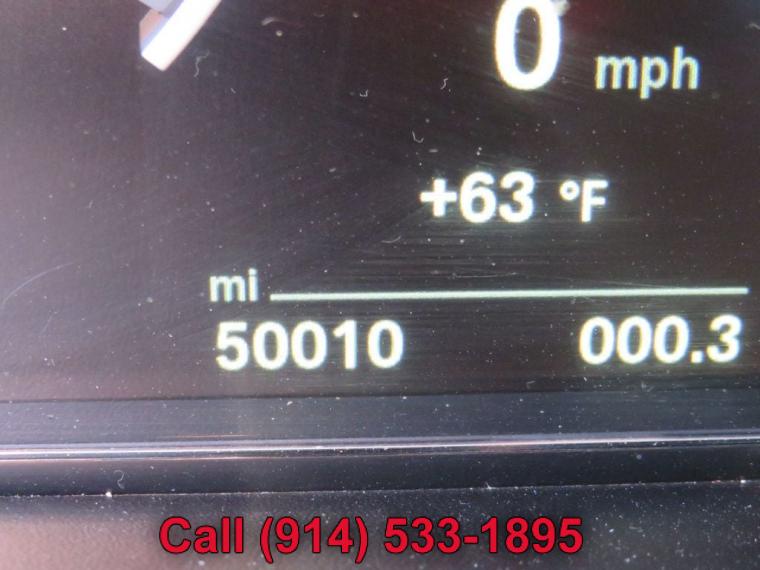 0 mph
+63 °F
mi
50010 000.3
Call (914) 533-1895